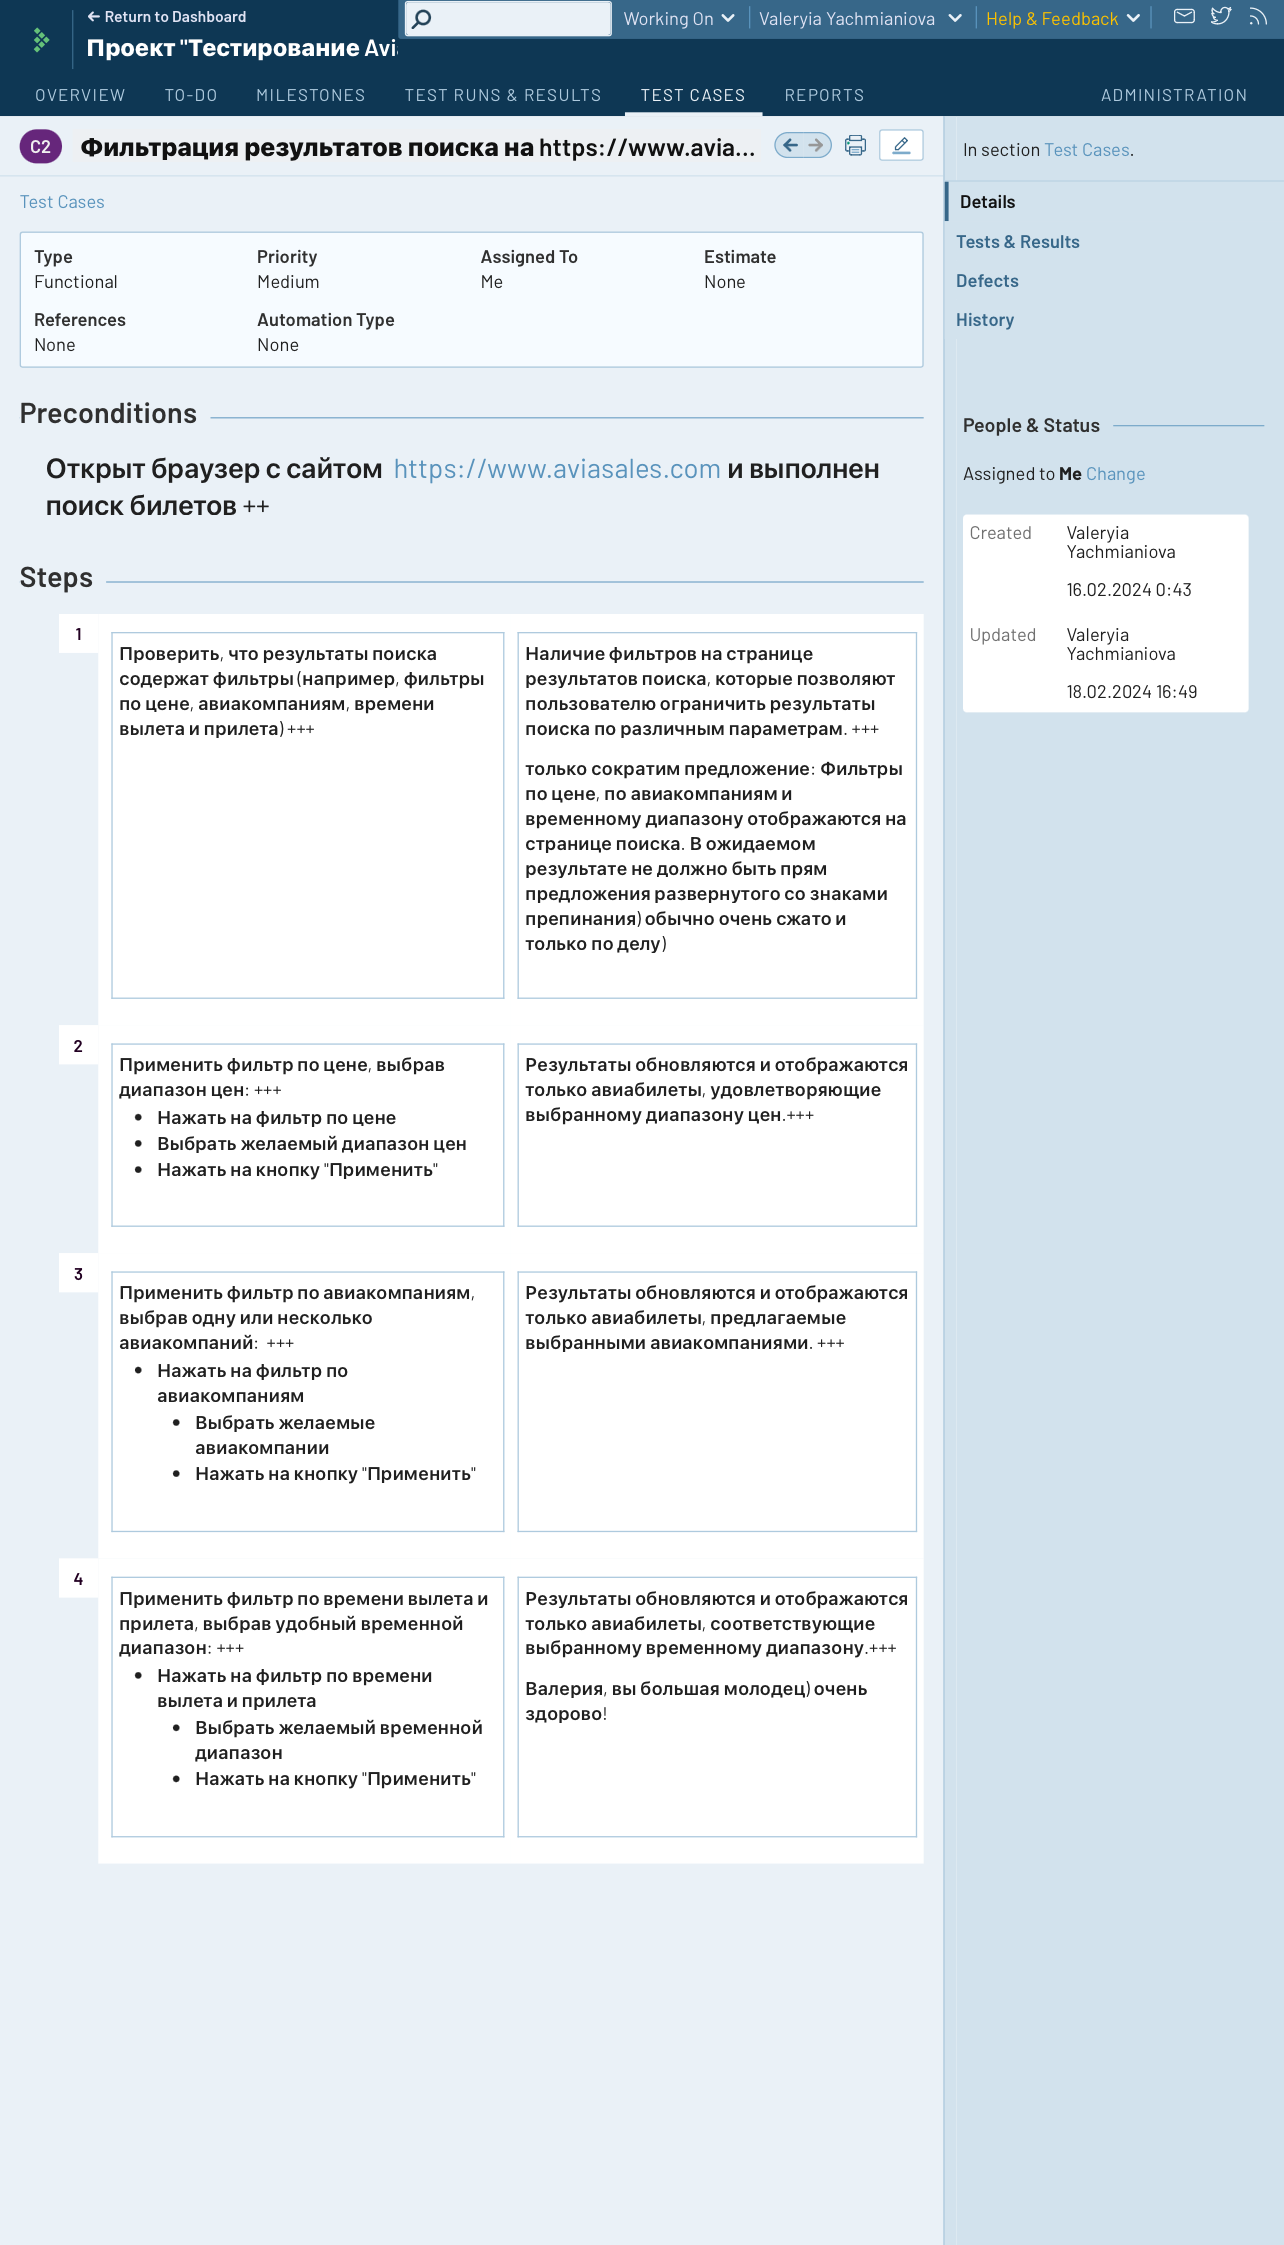 ← Return to Dashboard
Проект "Тестирование Avi
Working On
Valeryia Yachmianiova
Help & Feedback
OVERVIEW
TO-DO
MILESTONES
TEST RUNS & RESULTS
TEST CASES
REPORTS
ADMINISTRATION
C2
Фильтрация результатов поиска на https://www.avia...
Test Cases
Type
Priority
Assigned To
Estimate
Functional
Medium
Me
None
References
Automation Type
None
None
Preconditions
Открыт браузер с сайтом https://www.aviasales.com и выполнен
поиск билетов ++
Steps
1
Проверить, что результаты поиска
содержат фильтры (например, фильтры
по цене, авиакомпаниям, времени
вылета и прилета) +++
Наличие фильтров на странице
результатов поиска, которые позволяют
пользователю ограничить результаты
поиска по различным параметрам. +++
только сократим предложение: Фильтры
по цене, по авиакомпаниям и
временному диапазону отображаются на
странице поиска. В ожидаемом
результате не должно быть прям
предложения развернутого со знаками
препинания) обычно очень сжато и
только по делу)
2
Применить фильтр по цене, выбрав
диапазон цен: +++
• Нажать на фильтр по цене
• Выбрать желаемый диапазон цен
• Нажать на кнопку "Применить"
Результаты обновляются и отображаются
только авиабилеты, удовлетворяющие
выбранному диапазону цен.+++
3
Применить фильтр по авиакомпаниям,
выбрав одну или несколько
авиакомпаний: +++
• Нажать на фильтр по
авиакомпаниям
• Выбрать желаемые
авиакомпании
• Нажать на кнопку "Применить"
Результаты обновляются и отображаются
только авиабилеты, предлагаемые
выбранными авиакомпаниями. +++
4
Применить фильтр по времени вылета и
прилета, выбрав удобный временной
диапазон: +++
• Нажать на фильтр по времени
вылета и прилета
• Выбрать желаемый временной
диапазон
• Нажать на кнопку "Применить"
Результаты обновляются и отображаются
только авиабилеты, соответствующие
выбранному временному диапазону.+++
Валерия, вы большая молодец) очень
здорово!
In section Test Cases.
Details
Tests & Results
Defects
History
People & Status
Assigned to Me Change
Created
Valeryia
Yachmianiova
16.02.2024 0:43
Updated
Valeryia
Yachmianiova
18.02.2024 16:49